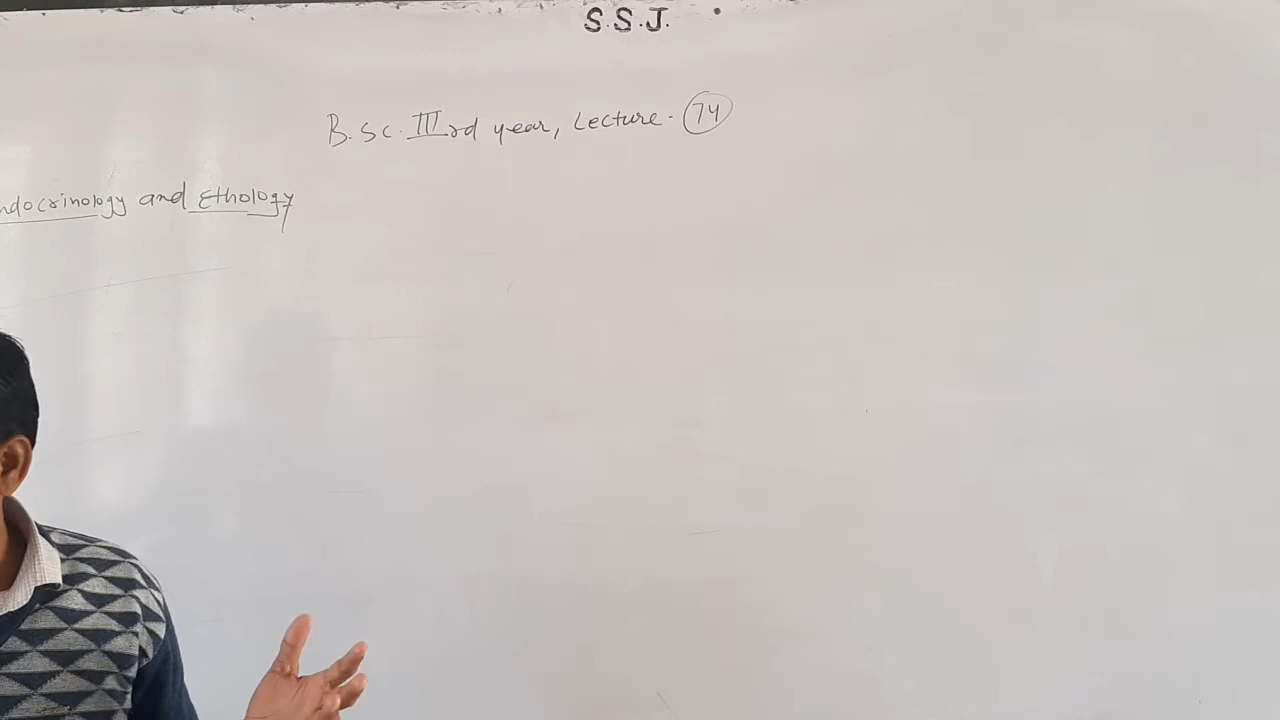 S.S.J.
B.Sc. IIIrd year, Lecture - 74
ndocrinology and Ethology